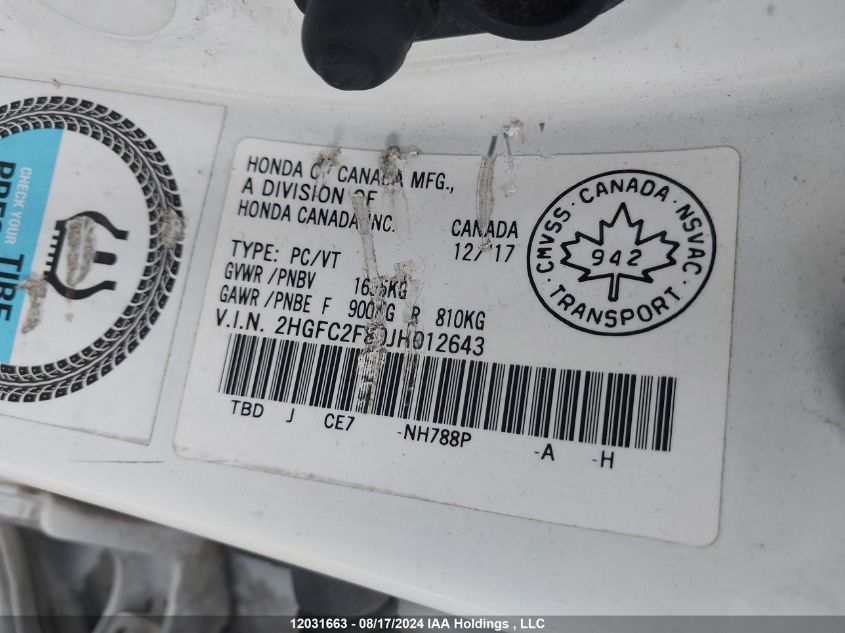 CHECK YOUR
TIRE
HONDA OF CANADA MFG.,
A DIVISION OF
HONDA CANADA INC.
CANADA
12/17
TYPE: PC/VT
GVWR/PNBV
GAWR/PNBE F 900KG R 810KG
V.I.N.
TBD J CE7 -NH788P -A -H
CMVSS · CANADA · NSVAC · TRANSPORT ·
942
12031663 - 08/17/2024 IAA Holdings , LLC